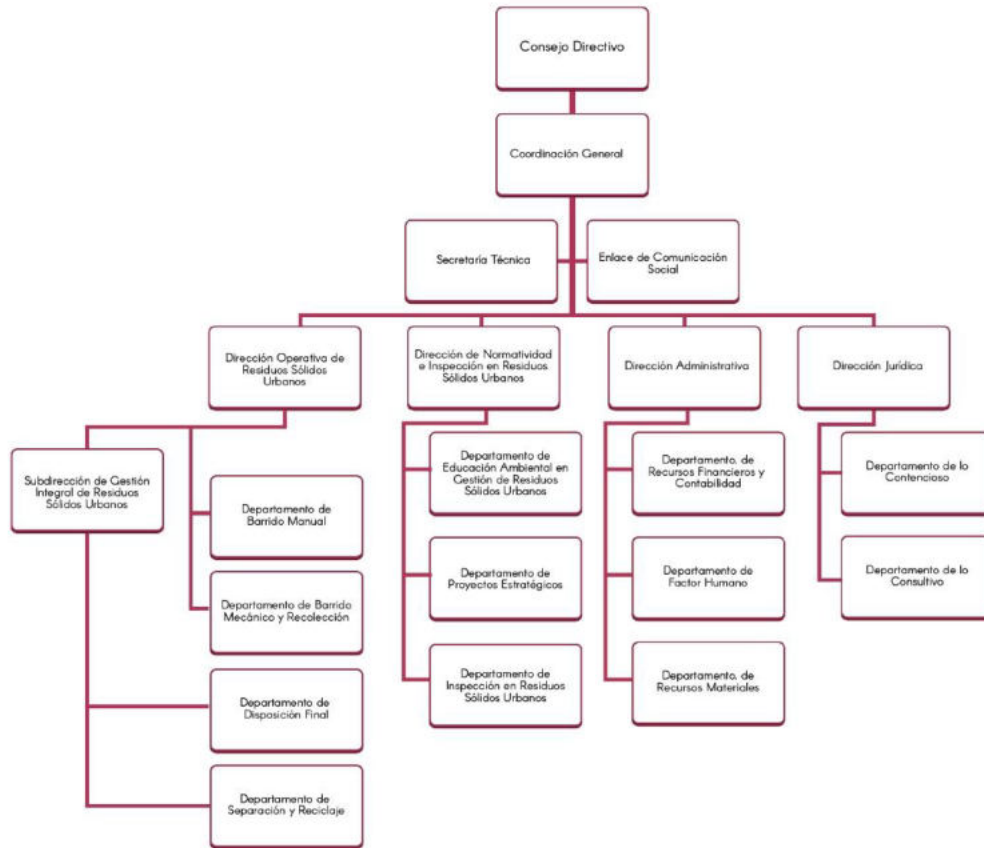 Consejo Directivo
Coordinación General
Secretaría Técnica
Enlace de Comunicación
Social
Dirección Operativa de
Residuos Sólidos
Urbanos
Dirección de Normatividad
e Inspección en Residuos
Sólidos Urbanos
Dirección Administrativa
Dirección Jurídica
Subdirección de Gestión
Integral de Residuos
Sólidos Urbanos
Departamento de
Barrido Manual
Departamento de Barrido
Mecánico y Recolección
Departamento de
Disposición Final
Departamento de
Separación y Reciclaje
Departamento de
Educación Ambiental en
Gestión de Residuos
Sólidos Urbanos
Departamento de
Proyectos Estratégicos
Departamento de
Inspección en Residuos
Sólidos Urbanos
Departamento. de
Recursos Financieros y
Contabilidad
Departamento de
Factor Humano
Departamento. de
Recursos Materiales
Departamento de lo
Contencioso
Departamento de lo
Consultivo